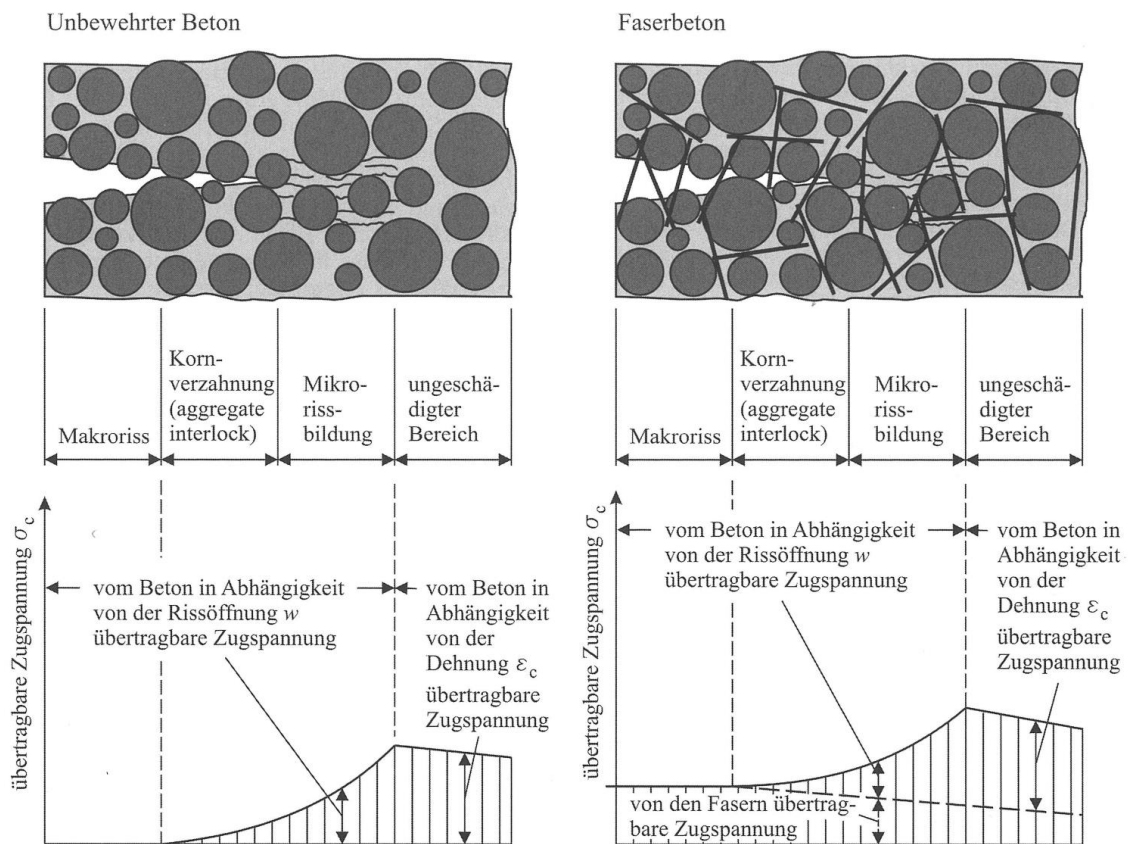 Unbewehrter Beton
Makroriss
Korn-
verzahnung
(aggregate
interlock)
Mikro-
riss-
bildung
ungeschä-
digter
Bereich
übertragbare Zugspannung σc
vom Beton in Abhängigkeit
von der Rissöffnung w
übertragbare Zugspannung
vom Beton in
Abhängigkeit
von der
Dehnung εc
übertragbare
Zugspannung
Faserbeton
Makroriss
Korn-
verzahnung
(aggregate
interlock)
Mikro-
riss-
bildung
ungeschä-
digter
Bereich
übertragbare Zugspannung σc
vom Beton in Abhängigkeit
von der Rissöffnung w
übertragbare Zugspannung
vom Beton in
Abhängigkeit
von der
Dehnung εc
übertragbare
Zugspannung
von den Fasern übertrag-
bare Zugspannung